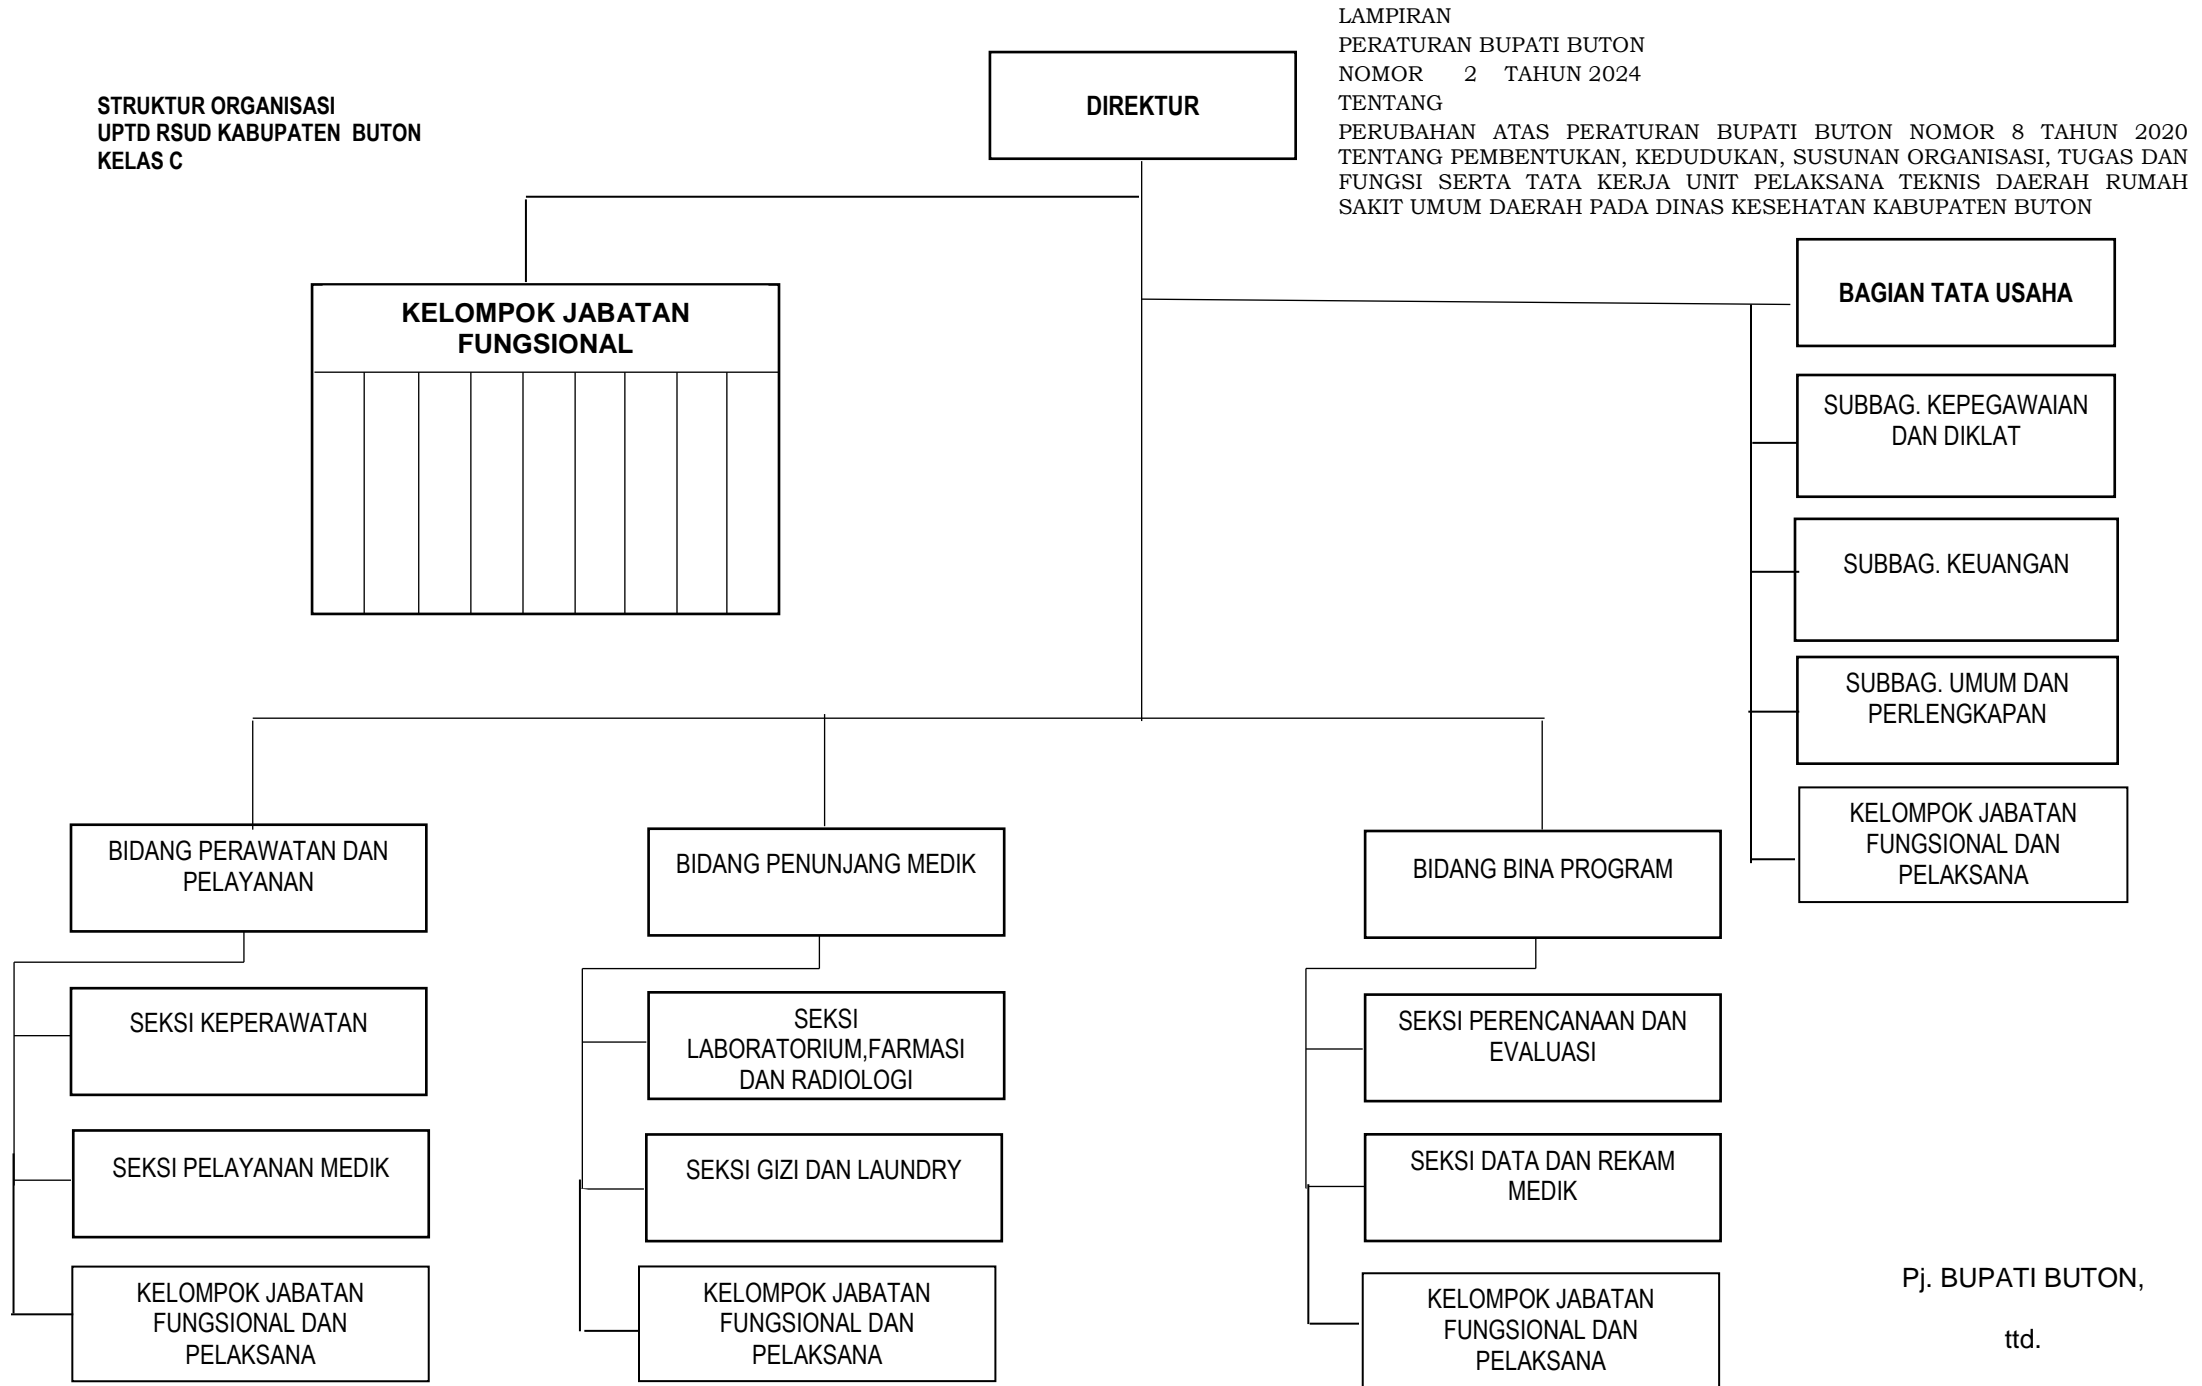 LAMPIRAN
PERATURAN BUPATI BUTON
NOMOR 2 TAHUN 2024
TENTANG
PERUBAHAN ATAS PERATURAN BUPATI BUTON NOMOR 8 TAHUN 2020
TENTANG PEMBENTUKAN, KEDUDUKAN, SUSUNAN ORGANISASI, TUGAS DAN
FUNGSI SERTA TATA KERJA UNIT PELAKSANA TEKNIS DAERAH RUMAH
SAKIT UMUM DAERAH PADA DINAS KESEHATAN KABUPATEN BUTON
STRUKTUR ORGANISASI
UPTD RSUD KABUPATEN BUTON
KELAS C
DIREKTUR
KELOMPOK JABATAN
FUNGSIONAL
BAGIAN TATA USAHA
SUBBAG. KEPEGAWAIAN
DAN DIKLAT
SUBBAG. KEUANGAN
SUBBAG. UMUM DAN
PERLENGKAPAN
KELOMPOK JABATAN
FUNGSIONAL DAN
PELAKSANA
BIDANG PERAWATAN DAN
PELAYANAN
SEKSI KEPERAWATAN
SEKSI PELAYANAN MEDIK
KELOMPOK JABATAN
FUNGSIONAL DAN
PELAKSANA
BIDANG PENUNJANG MEDIK
SEKSI
LABORATORIUM,FARMASI
DAN RADIOLOGI
SEKSI GIZI DAN LAUNDRY
KELOMPOK JABATAN
FUNGSIONAL DAN
PELAKSANA
BIDANG BINA PROGRAM
SEKSI PERENCANAAN DAN
EVALUASI
SEKSI DATA DAN REKAM
MEDIK
KELOMPOK JABATAN
FUNGSIONAL DAN
PELAKSANA
Pj. BUPATI BUTON,
ttd.